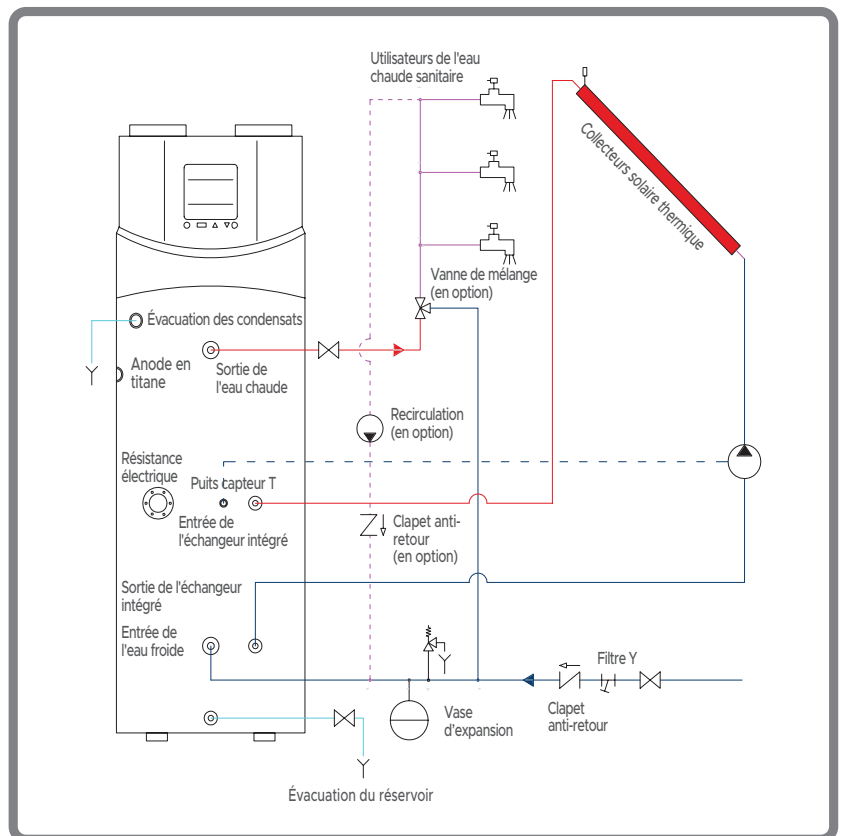 Utilisateurs de l'eau
chaude sanitaire
Collecteurs solaire thermique
Vanne de mélange
(en option)
Évacuation des condensats
Anode en
titane
Sortie de
l'eau chaude
Recirculation
(en option)
Résistance
électrique
Puits capteur T
Entrée de
l'échangeur intégré
Clapet anti-
retour
(en option)
Sortie de l'échangeur
intégré
Entrée de
l'eau froide
Filtre Y
Vase
d'expansion
Clapet
anti-retour
Évacuation du réservoir